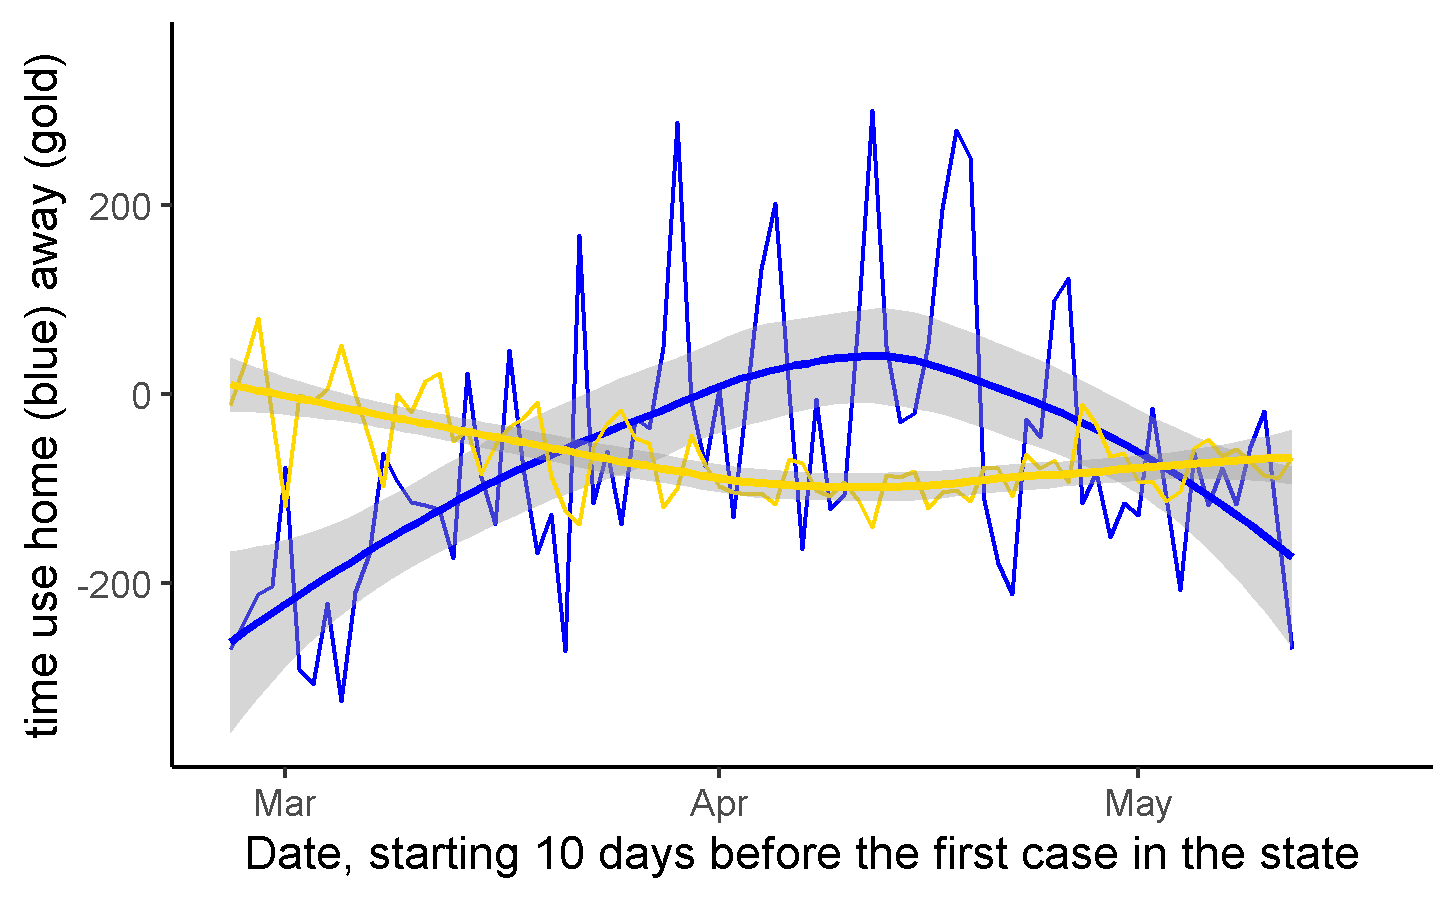 time use home (blue) away (gold)
200
0
-200
Mar Apr May
Date, starting 10 days before the first case in the state